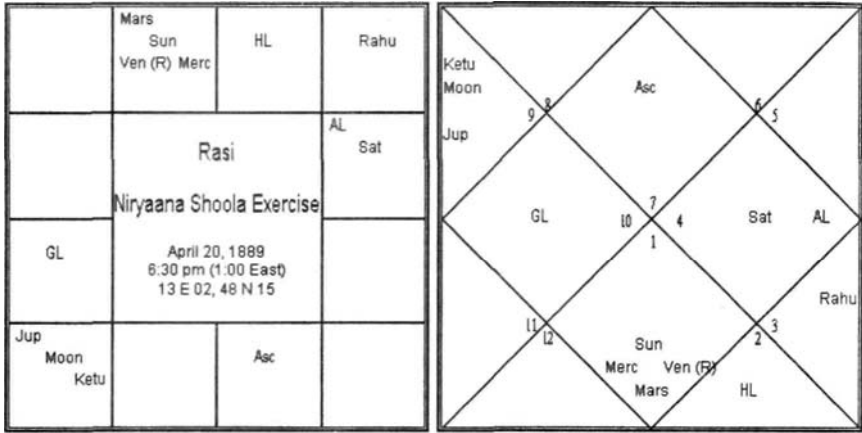 Mars
Sun
Ven (R) Merc
HL
Rahu
AL
Sat
Rasi
Niryaana Shoola Exercise
April 20, 1889
6:30 pm (1:00 East)
13 E 02, 48 N 15
GL
Jup
Moon
Ketu
Asc
Ketu
Moon
Jup
Asc
8
9
6
5
GL
7
10 4
1
Sat AL
Rahu
11
12
3
2
Sun
Merc Ven (R)
Mars
HL